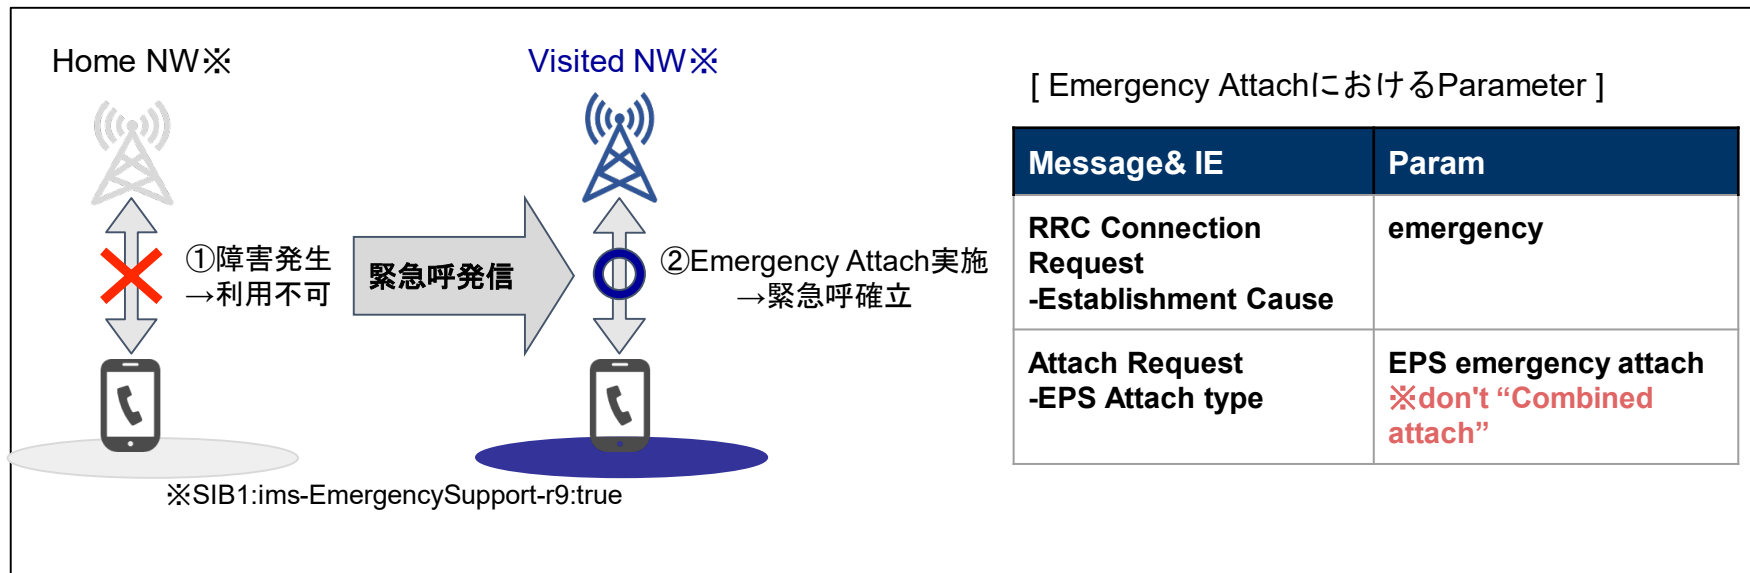 Home NW※
Visited NW※
①障害発生
→利用不可
緊急呼発信
②Emergency Attach実施
→緊急呼確立
※SIB1:ims-EmergencySupport-r9:true
[ Emergency AttachにおけるParameter ]
Message& IE
Param
RRC Connection
Request
-Establishment Cause
emergency
Attach Request
-EPS Attach type
EPS emergency attach
※don't “Combined
attach”